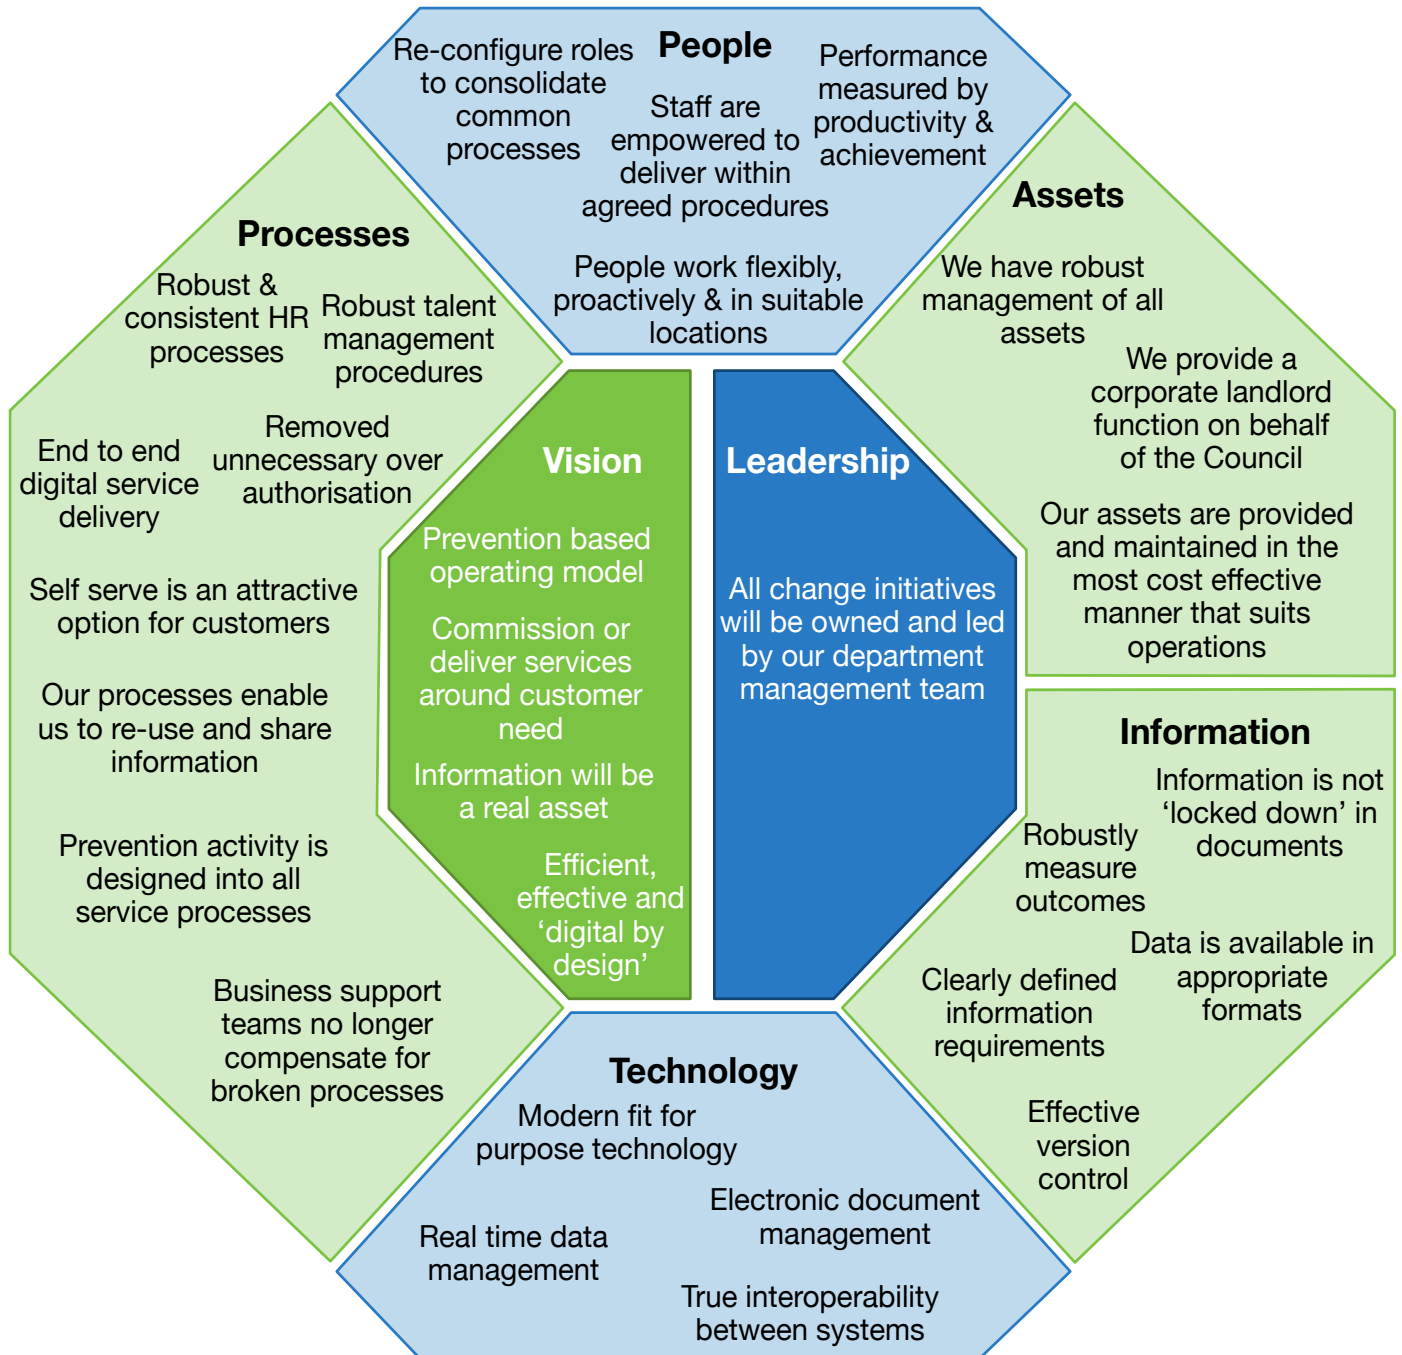 People
Re-configure roles
to consolidate
common
processes
Staff are
empowered to
deliver within
agreed procedures
Performance
measured by
productivity &
achievement
People work flexibly,
proactively & in suitable
locations
Processes
Robust &
consistent HR
processes
Robust talent
management
procedures
End to end
digital service
delivery
Removed
unnecessary over
authorisation
Self serve is an attractive
option for customers
Our processes enable
us to re-use and share
information
Prevention activity is
designed into all
service processes
Business support
teams no longer
compensate for
broken processes
Vision
Prevention based
operating model
Commission or
deliver services
around customer
need
Information will be
a real asset
Efficient,
effective and
‘digital by
design’
Leadership
All change initiatives
will be owned and led
by our department
management team
Assets
We have robust
management of all
assets
We provide a
corporate landlord
function on behalf
of the Council
Our assets are provided
and maintained in the
most cost effective
manner that suits
operations
Information
Information is not
‘locked down’ in
documents
Robustly
measure
outcomes
Data is available in
appropriate
formats
Clearly defined
information
requirements
Effective
version
control
Technology
Modern fit for
purpose technology
Electronic document
management
Real time data
management
True interoperability
between systems